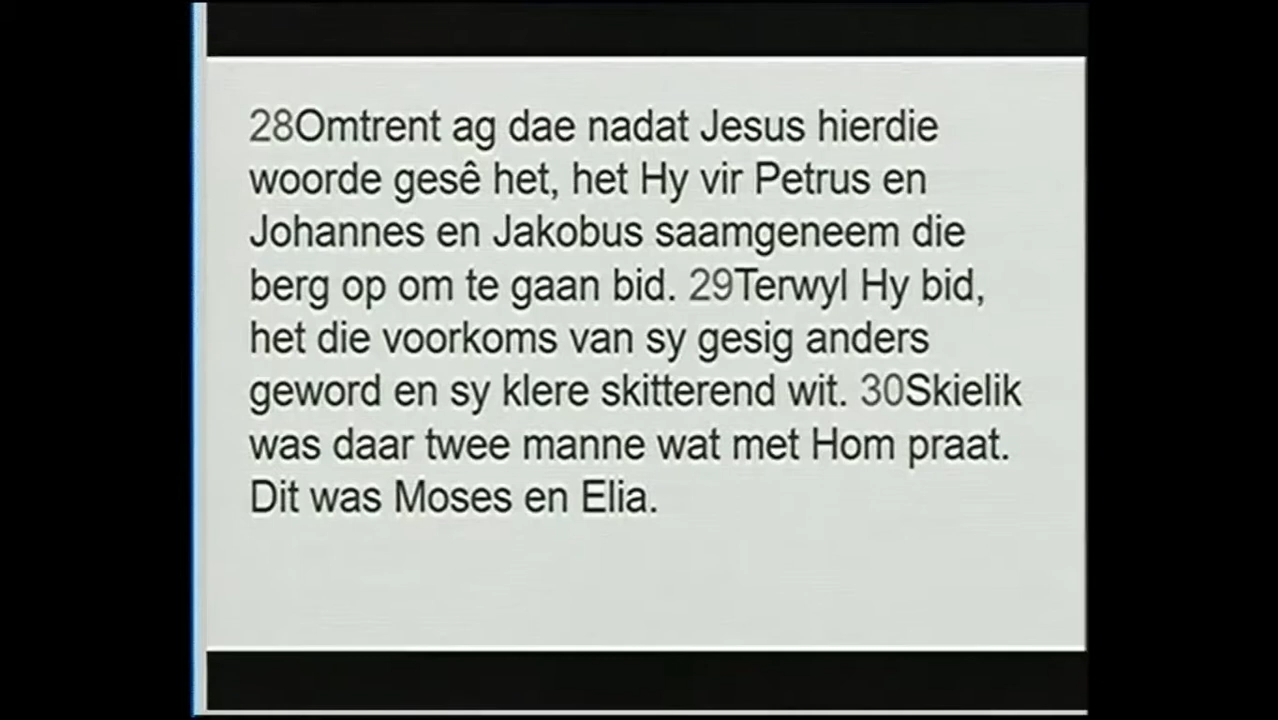 28Omtrent ag dae nadat Jesus hierdie
woorde gesê het, het Hy vir Petrus en
Johannes en Jakobus saamgeneem die
berg op om te gaan bid. 29Terwyl Hy bid,
het die voorkoms van sy gesig anders
geword en sy klere skitterend wit. 30Skielik
was daar twee manne wat met Hom praat.
Dit was Moses en Elia.